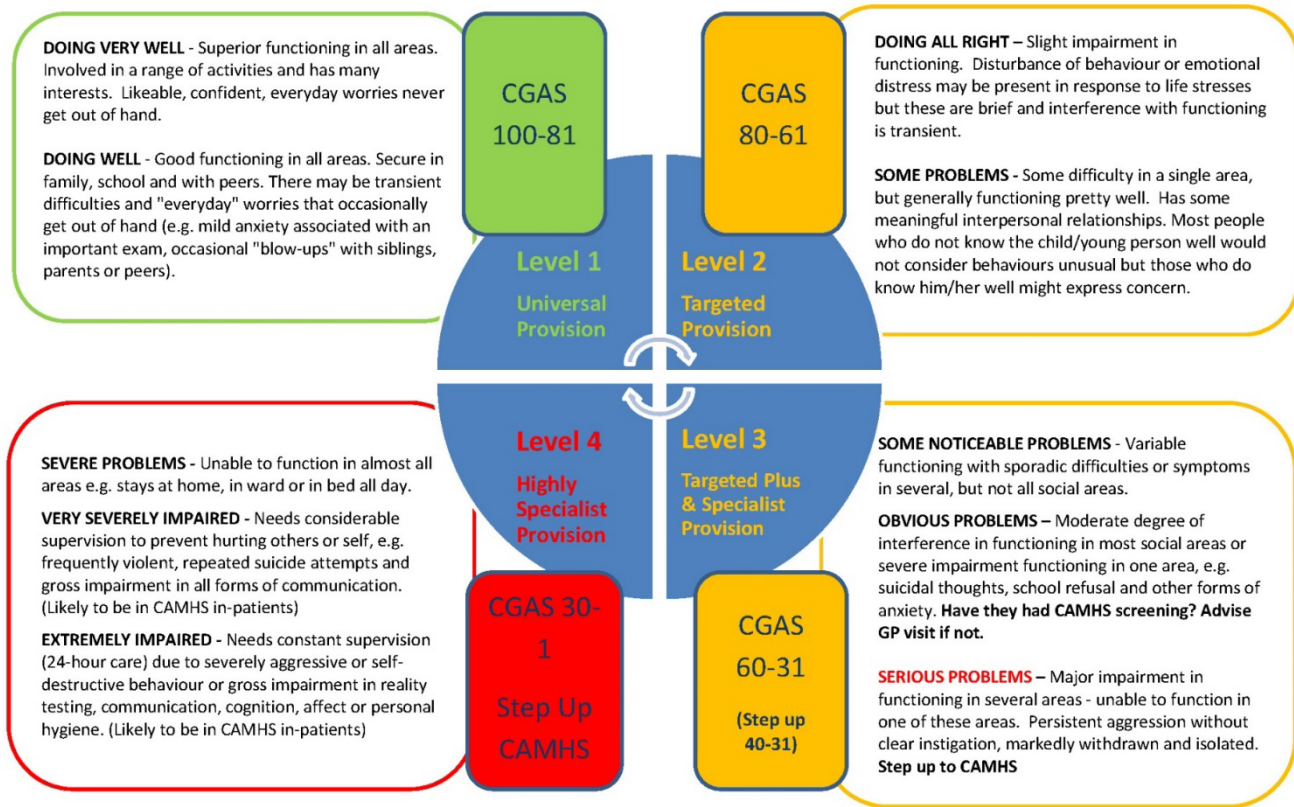 DOING VERY WELL - Superior functioning in all areas.
Involved in a range of activities and has many
interests. Likeable, confident, everyday worries never
get out of hand.
DOING WELL - Good functioning in all areas. Secure in
family, school and with peers. There may be transient
difficulties and "everyday" worries that occasionally
get out of hand (e.g. mild anxiety associated with an
important exam, occasional "blow-ups" with siblings,
parents or peers).
CGAS
100-81
Level 1
Universal
Provision
CGAS
80-61
Level 2
Targeted
Provision
DOING ALL RIGHT – Slight impairment in
functioning. Disturbance of behaviour or emotional
distress may be present in response to life stresses
but these are brief and interference with functioning
is transient.
SOME PROBLEMS - Some difficulty in a single area,
but generally functioning pretty well. Has some
meaningful interpersonal relationships. Most people
who do not know the child/young person well would
not consider behaviours unusual but those who do
know him/her well might express concern.
SEVERE PROBLEMS - Unable to function in almost all
areas e.g. stays at home, in ward or in bed all day.
VERY SEVERELY IMPAIRED - Needs considerable
supervision to prevent hurting others or self, e.g.
frequently violent, repeated suicide attempts and
gross impairment in all forms of communication.
(Likely to be in CAMHS in-patients)
EXTREMELY IMPAIRED - Needs constant supervision
(24-hour care) due to severely aggressive or self-
destructive behaviour or gross impairment in reality
testing, communication, cognition, affect or personal
hygiene. (Likely to be in CAMHS in-patients)
Level 4
Highly
Specialist
Provision
CGAS 30-
1
Step Up
CAMHS
Level 3
Targeted Plus
& Specialist
Provision
CGAS
60-31
(Step up
40-31)
SOME NOTICEABLE PROBLEMS - Variable
functioning with sporadic difficulties or symptoms
in several, but not all social areas.
OBVIOUS PROBLEMS – Moderate degree of
interference in functioning in most social areas or
severe impairment functioning in one area, e.g.
suicidal thoughts, school refusal and other forms of
anxiety. Have they had CAMHS screening? Advise
GP visit if not.
SERIOUS PROBLEMS – Major impairment in
functioning in several areas - unable to function in
one of these areas. Persistent aggression without
clear instigation, markedly withdrawn and isolated.
Step up to CAMHS